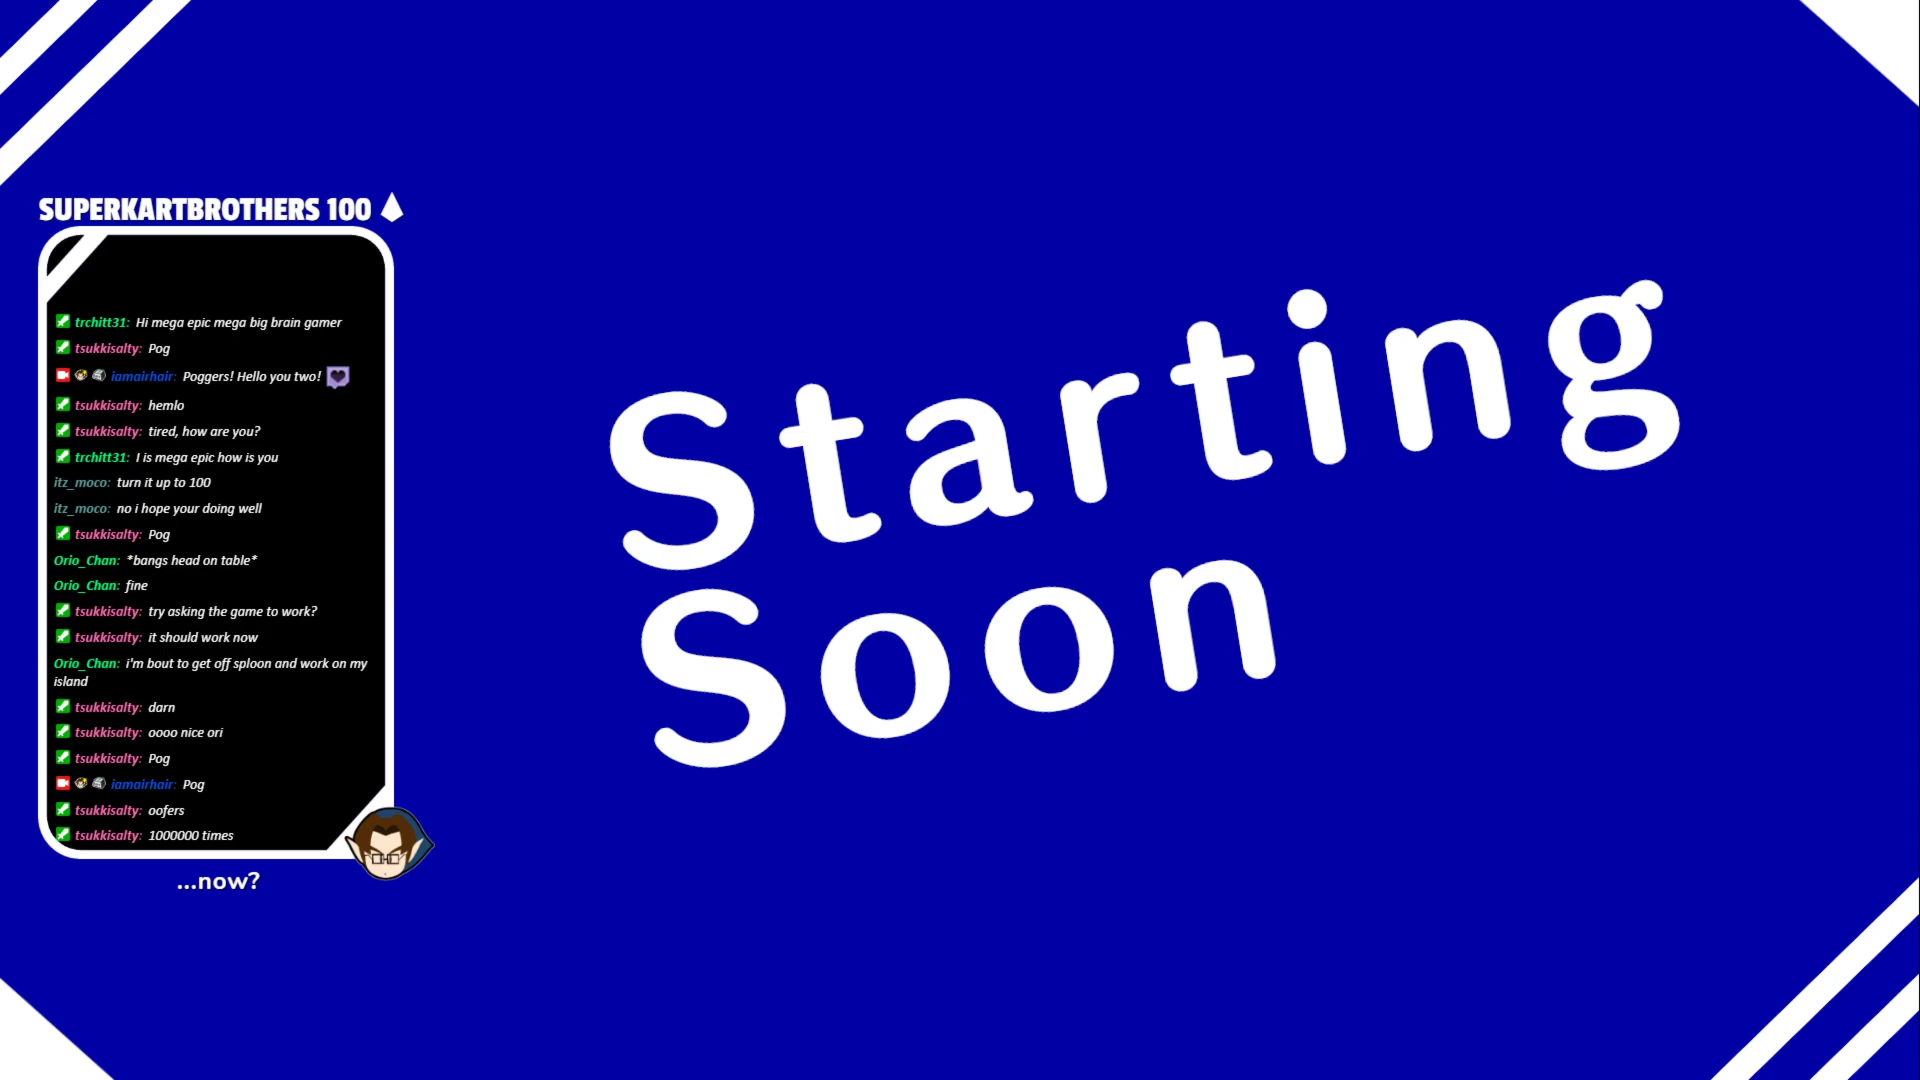 SUPERKARTBROTHERS 100
trchitt31: Hi mega epic mega big brain gamer
tsukkisalty: Pog
iamairhair: Poggers! Hello you two!
tsukkisalty: hemlo
tsukkisalty: tired, how are you?
trchitt31: I is mega epic how is you
itz_moco: turn it up to 100
itz_moco: no i hope your doing well
tsukkisalty: Pog
Orio_Chan: *bangs head on table*
Orio_Chan: fine
tsukkisalty: try asking the game to work?
tsukkisalty: it should work now
Orio_Chan: i'm bout to get off sploon and work on my
island
tsukkisalty: darn
tsukkisalty: oooo nice ori
tsukkisalty: Pog
iamairhair: Pog
tsukkisalty: oofers
tsukkisalty: 1000000 times
...now?
Starting
Soon